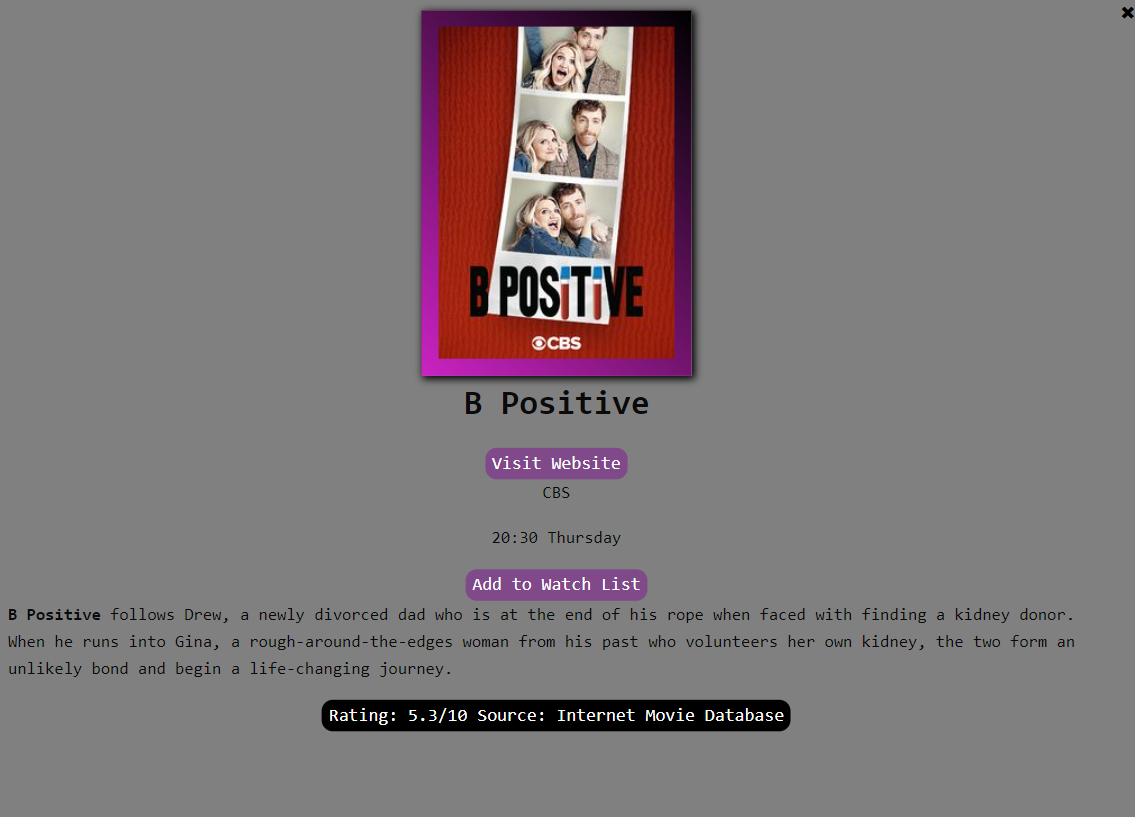 B POSiTiVE
CBS
B Positive
Visit Website
CBS
20:30 Thursday
Add to Watch List
B Positive follows Drew, a newly divorced dad who is at the end of his rope when faced with finding a kidney donor.
When he runs into Gina, a rough-around-the-edges woman from his past who volunteers her own kidney, the two form an
unlikely bond and begin a life-changing journey.
Rating: 5.3/10 Source: Internet Movie Database